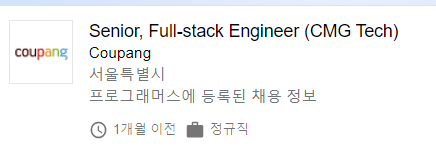 Senior, Full-stack Engineer (CMG Tech)
coupang
Coupang
서울특별시
프로그래머스에 등록된 채용 정보
1개월 이전 정규직